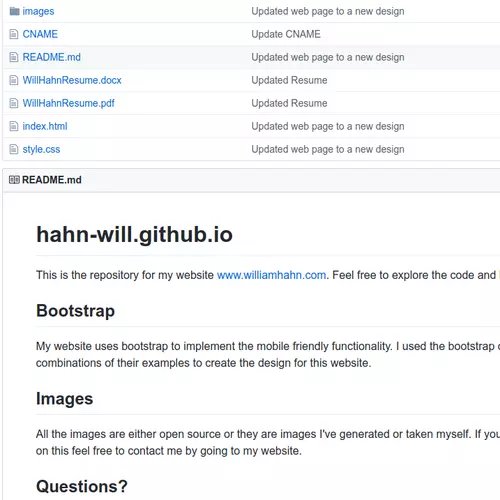 images Updated web page to a new design
CNAME Update CNAME
README.md Updated web page to a new design
WillHahnResume.docx Updated Resume
WillHahnResume.pdf Updated Resume
index.html Updated web page to a new design
style.css Updated web page to a new design
README.md
hahn-will.github.io
This is the repository for my website www.williamhahn.com. Feel free to explore the code and
Bootstrap
My website uses bootstrap to implement the mobile friendly functionality. I used the bootstrap
combinations of their examples to create the design for this website.
Images
All the images are either open source or they are images I've generated or taken myself. If you
on this feel free to contact me by going to my website.
Questions?